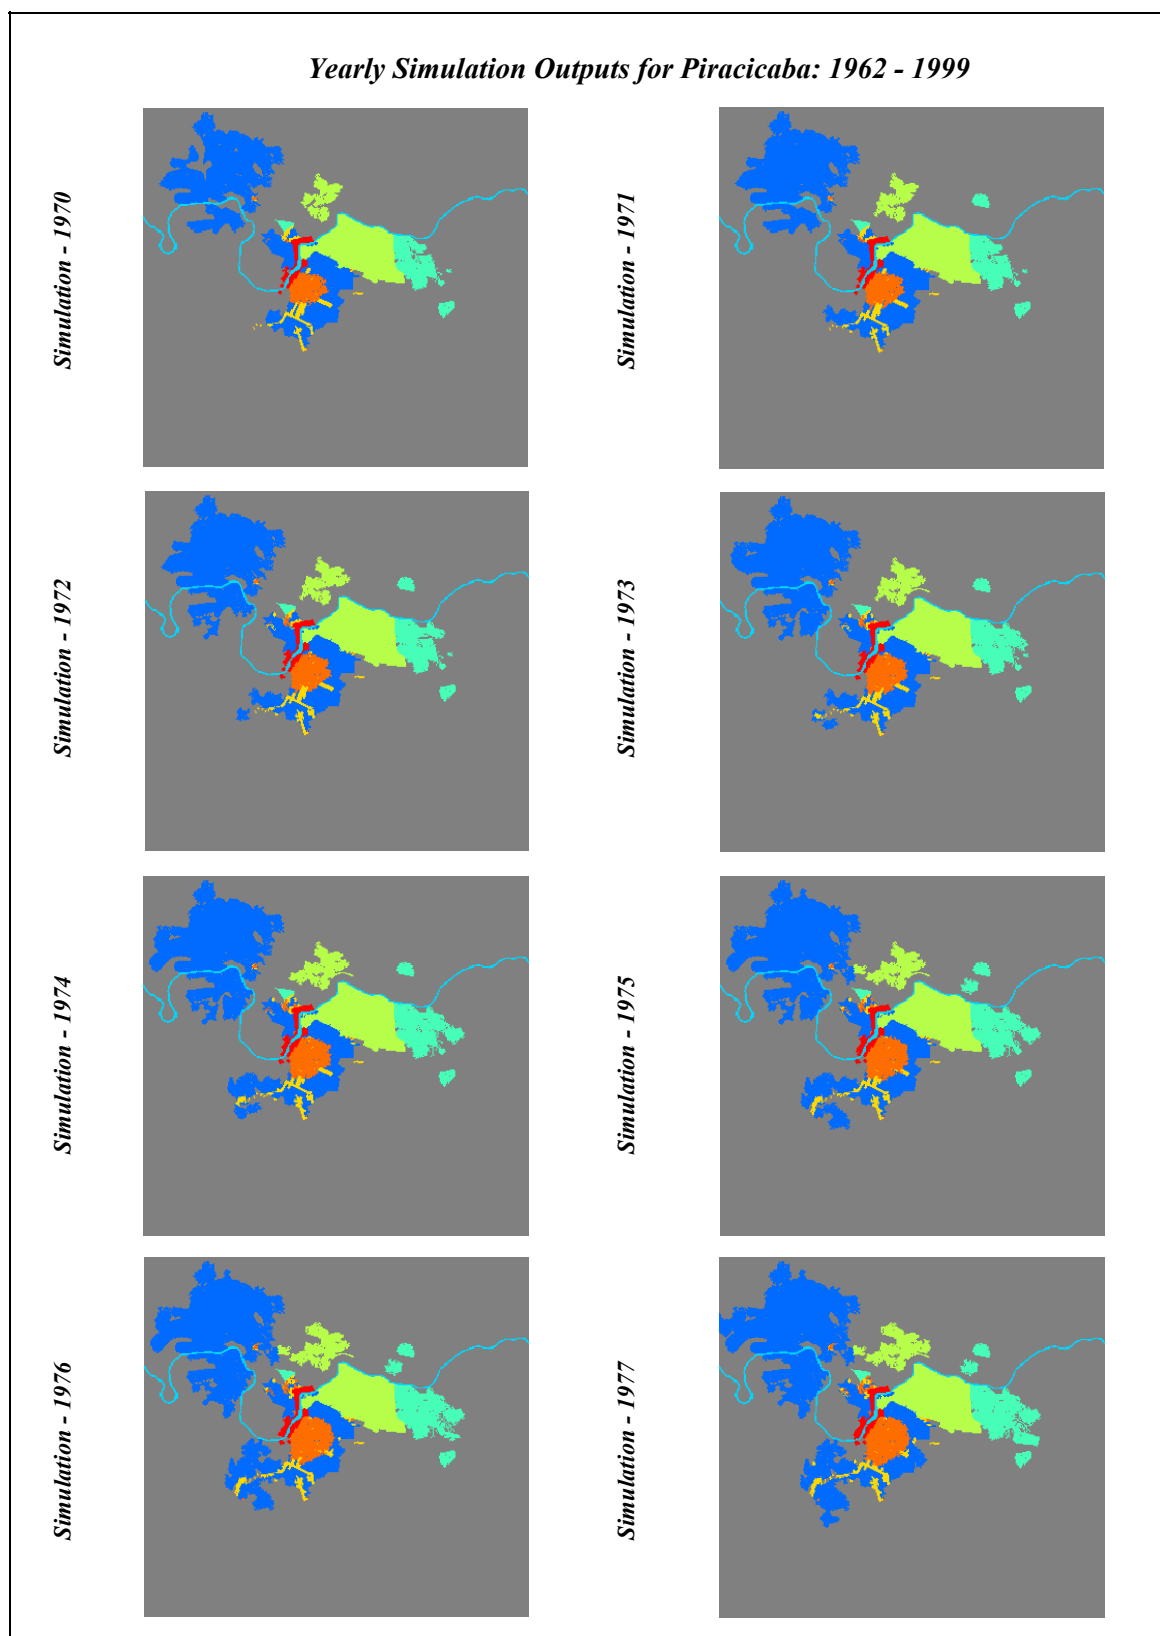 Yearly Simulation Outputs for Piracicaba: 1962 - 1999
Simulation - 1970
Simulation - 1971
Simulation - 1972
Simulation - 1973
Simulation - 1974
Simulation - 1975
Simulation - 1976
Simulation - 1977